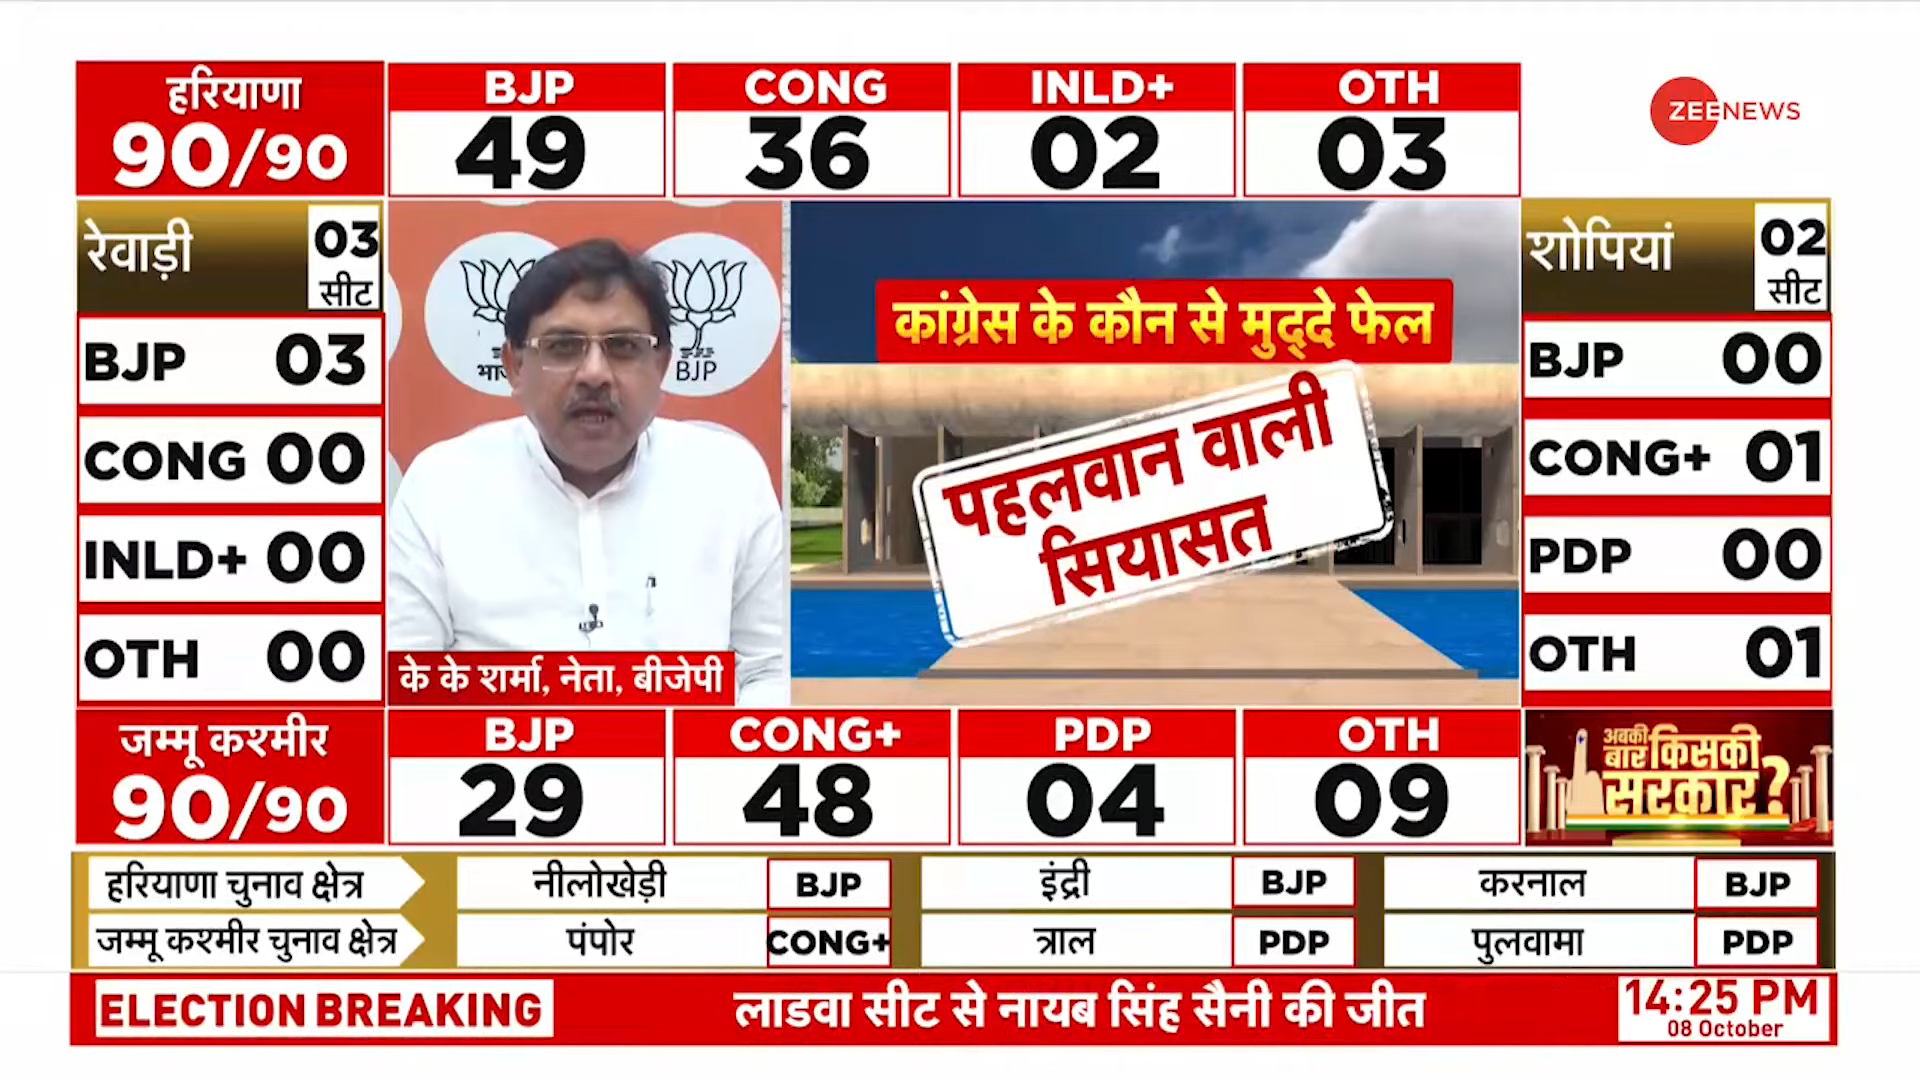 हरियाणा
90/90
BJP
49
CONG
36
INLD+
02
OTH
03
ZEENEWS
रेवाड़ी
03
सीट
BJP 03
CONG 00
INLD+ 00
OTH 00
BJP
के के शर्मा, नेता, बीजेपी
कांग्रेस के कौन से मुद्दे फेल
पहलवान वाली
सियासत
शोपियां
02
सीट
BJP 00
CONG+ 01
PDP 00
OTH 01
जम्मू कश्मीर
90/90
BJP
29
CONG+
48
PDP
04
OTH
09
अबकी
बार किसकी
सरकार?
हरियाणा चुनाव क्षेत्र नीलोखेड़ी BJP इंद्री BJP करनाल BJP
जम्मू कश्मीर चुनाव क्षेत्र पंपोर CONG+ त्राल PDP पुलवामा PDP
ELECTION BREAKING लाडवा सीट से नायब सिंह सैनी की जीत 14:25 PM
08 October